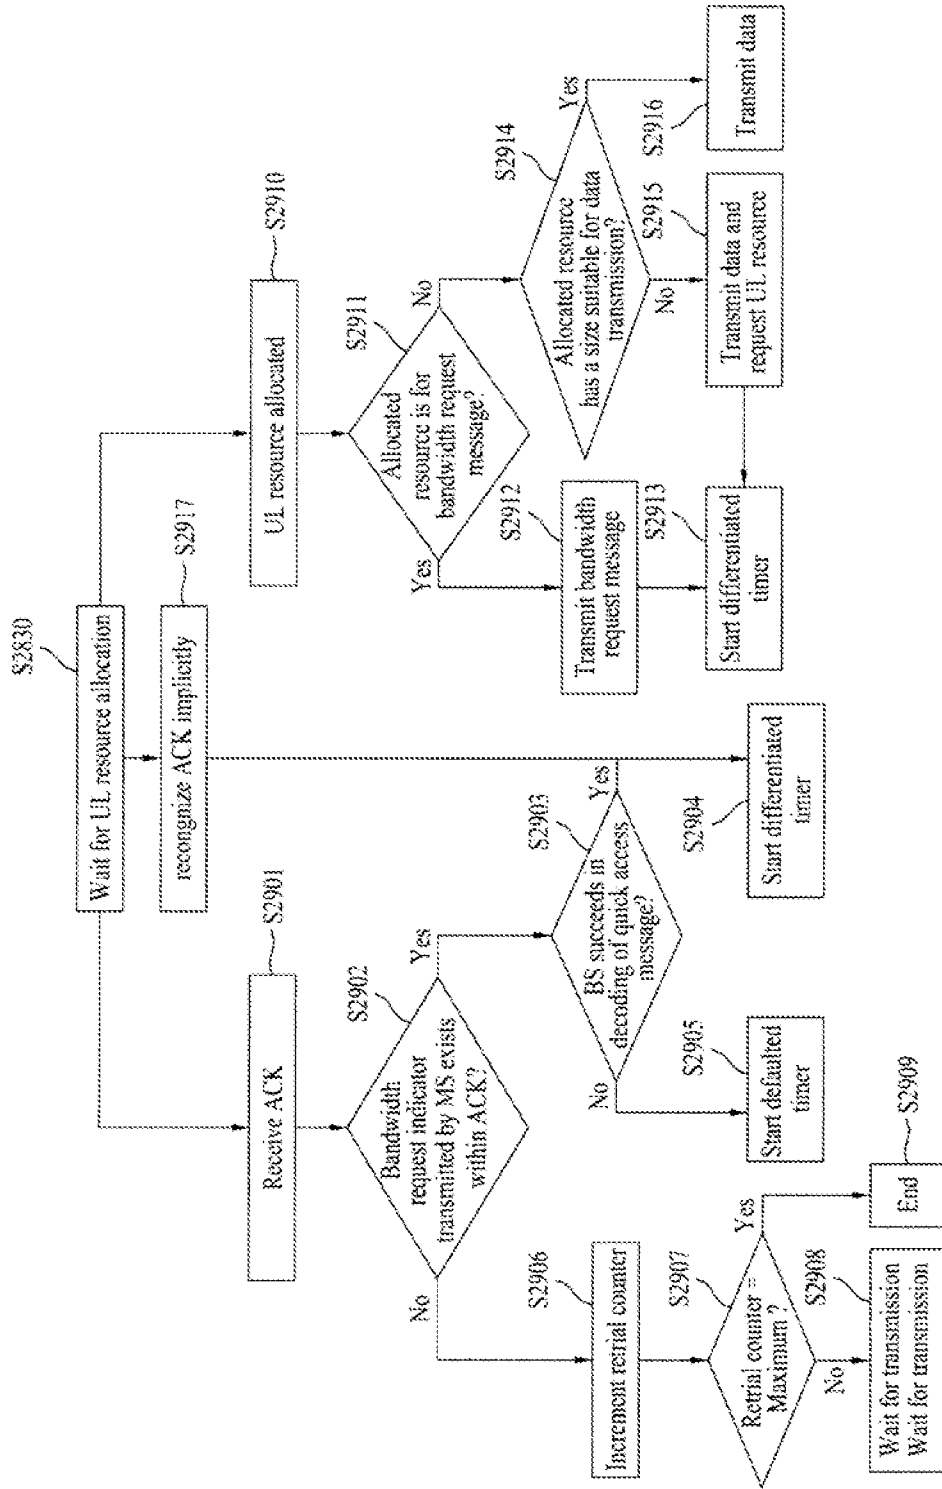 S2830
Wait for UL resource allocation
S2917
recongnize ACK implicitly
S2901
Receive ACK
S2902
Bandwidth
request indicator
transmitted by MS exists
within ACK?
No
Yes
S2903
BS succeeds in
decoding of quick access
message?
No
Yes
S2905
Start defaulted
timer
S2904
Start differentiated
timer
S2906
Increment retrial counter
S2907
Retrial counter =
Maximum ?
No
Yes
S2908
Wait for transmission
Wait for transmission
S2909
End
S2910
UL resource allocated
S2911
Allocated
resource is for
bandwidth request
message?
Yes
No
S2912
Transmit bandwidth
request message
S2913
Start differentiated
timer
S2914
Allocated resource
has a size suitable for data
transmission?
No
Yes
S2915
Transmit data and
request UL resource
S2916
Transmit data